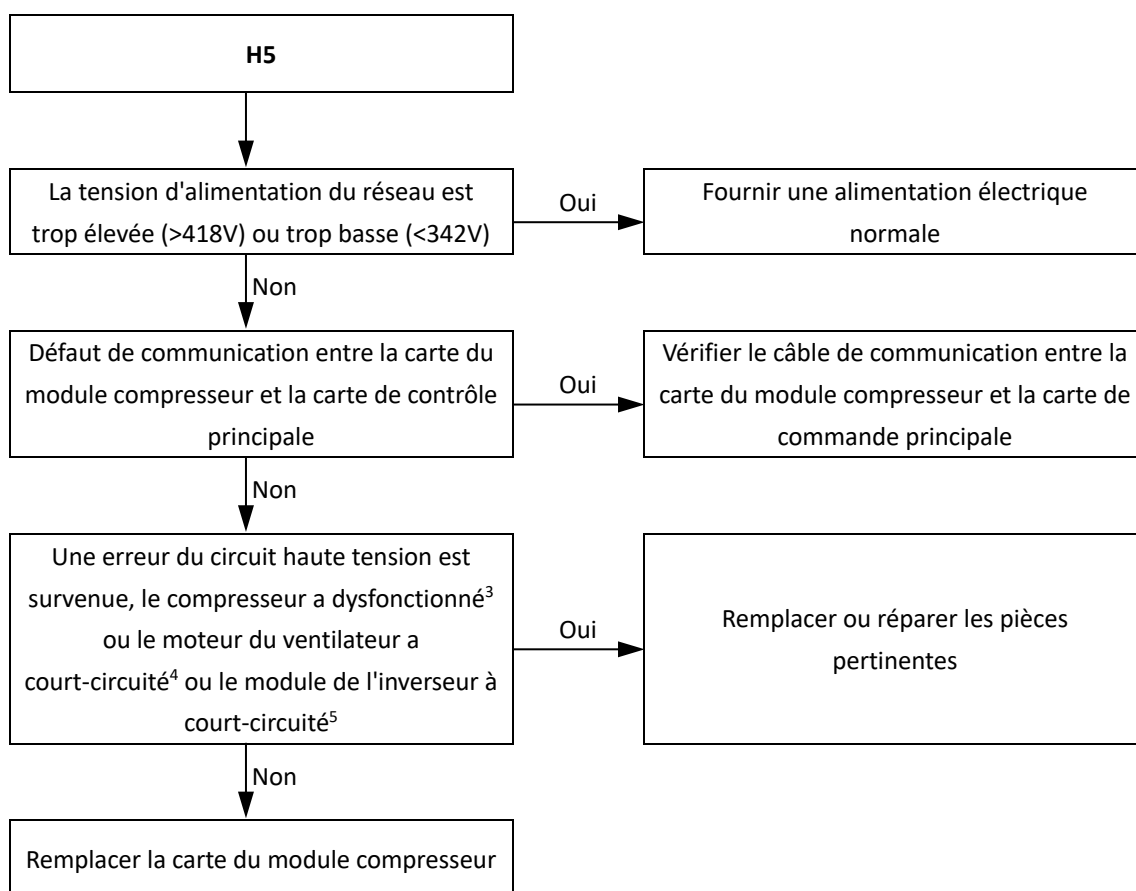 H5
La tension d'alimentation du réseau est
trop élevée (>418V) ou trop basse (<342V)
Oui
Fournir une alimentation électrique
normale
Non
Défaut de communication entre la carte du
module compresseur et la carte de contrôle
principale
Oui
Vérifier le câble de communication entre la
carte du module compresseur et la carte de
commande principale
Non
Une erreur du circuit haute tension est
survenue, le compresseur a dysfonctionné³
ou le moteur du ventilateur a
court-circuité⁴ ou le module de l'inverseur à
court-circuité⁵
Oui
Remplacer ou réparer les pièces
pertinentes
Non
Remplacer la carte du module compresseur